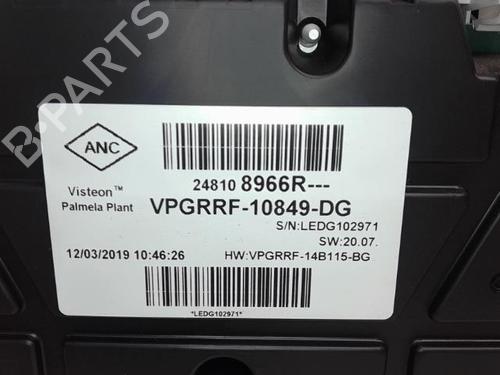 B-PARTS
ANC
24810 8966R---
Visteon™
Palmela Plant
VPGRRF-10849-DG
S/N:LEDG102971
SW:20.07.
12/03/2019 10:46:26
HW:VPGRRF-14B115-BG
*LEDG102971*